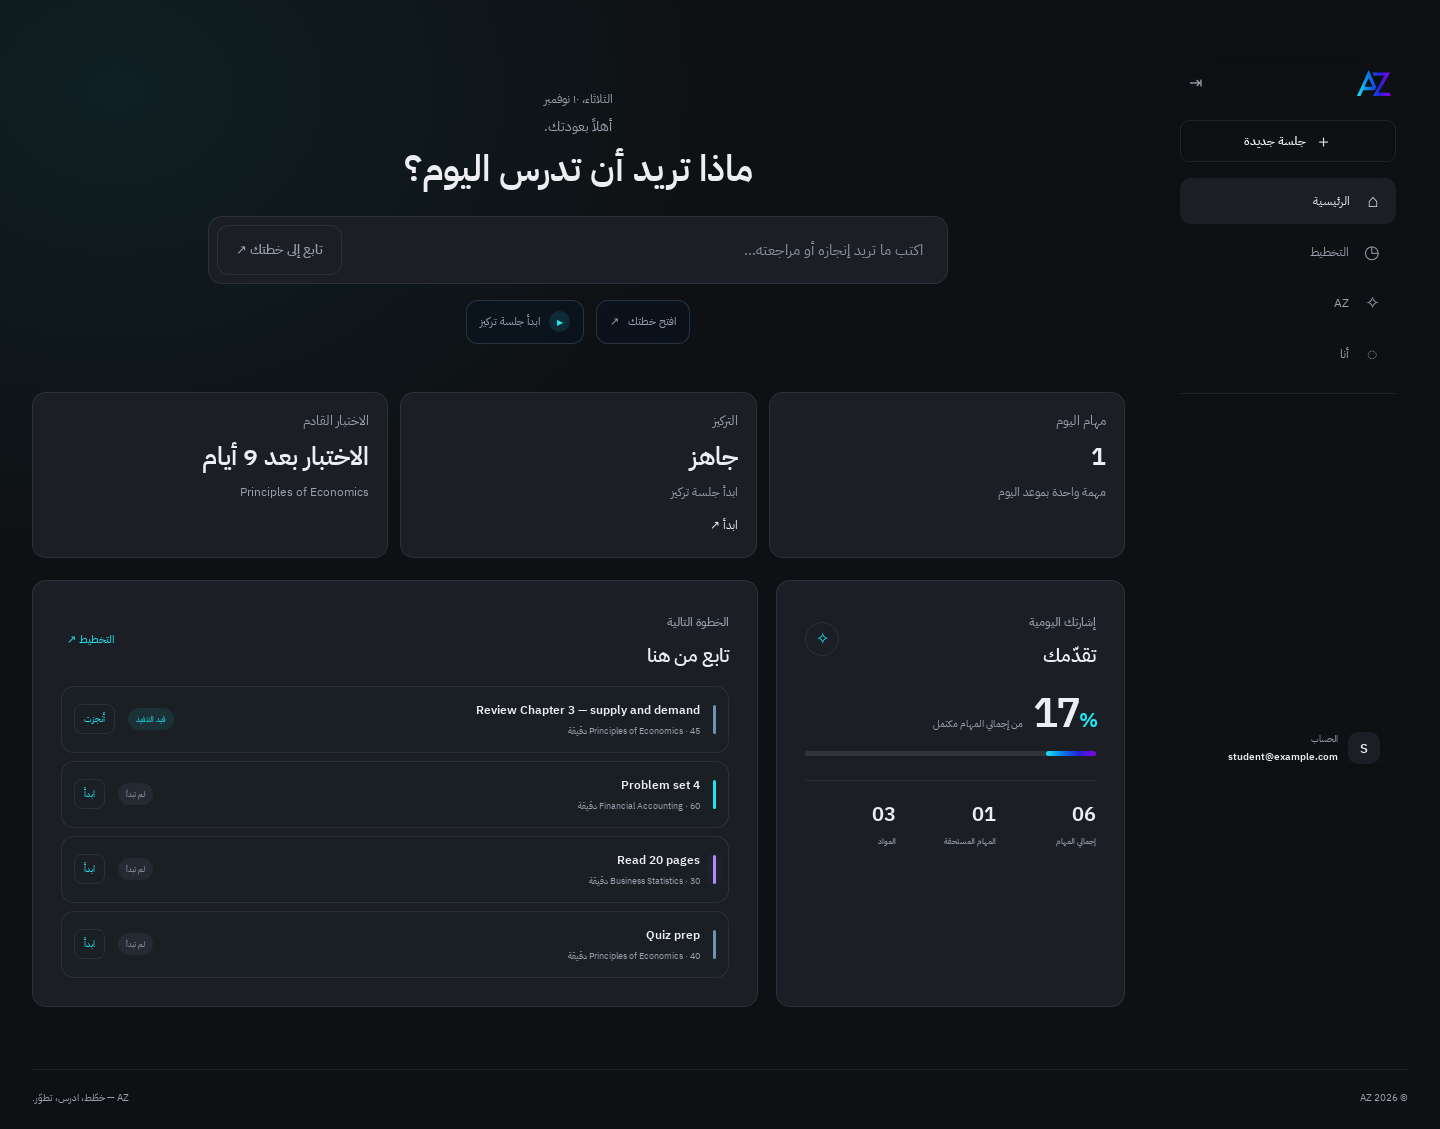 AZ
جلسة جديدة
الرئيسية
التخطيط
AZ
أنا
الحساب
student@example.com
S
الثلاثاء، ١٠ نوفمبر
أهلاً بعودتك.
ماذا تريد أن تدرس اليوم؟
اكتب ما تريد إنجازه أو مراجعته...
تابع إلى خطتك ↗
افتح خطتك ↗
ابدأ جلسة تركيز
مهام اليوم
1
مهمة واحدة بموعد اليوم
التركيز
جاهز
ابدأ جلسة تركيز
ابدأ ↗
الاختبار القادم
الاختبار بعد 9 أيام
Principles of Economics
إشارتك اليومية
تقدّمك
17%
من إجمالي المهام مكتمل
06
إجمالي المهام
01
المهام المستحقة
03
المواد
الخطوة التالية
تابع من هنا
التخطيط ↗
Review Chapter 3 — supply and demand
Principles of Economics · 45 دقيقة
قيد التنفيذ
أنجزت
Problem set 4
Financial Accounting · 60 دقيقة
لم تبدأ
ابدأ
Read 20 pages
Business Statistics · 30 دقيقة
لم تبدأ
ابدأ
Quiz prep
Principles of Economics · 40 دقيقة
لم تبدأ
ابدأ
© 2026 AZ
AZ — خطّط، ادرس، تطوّر.